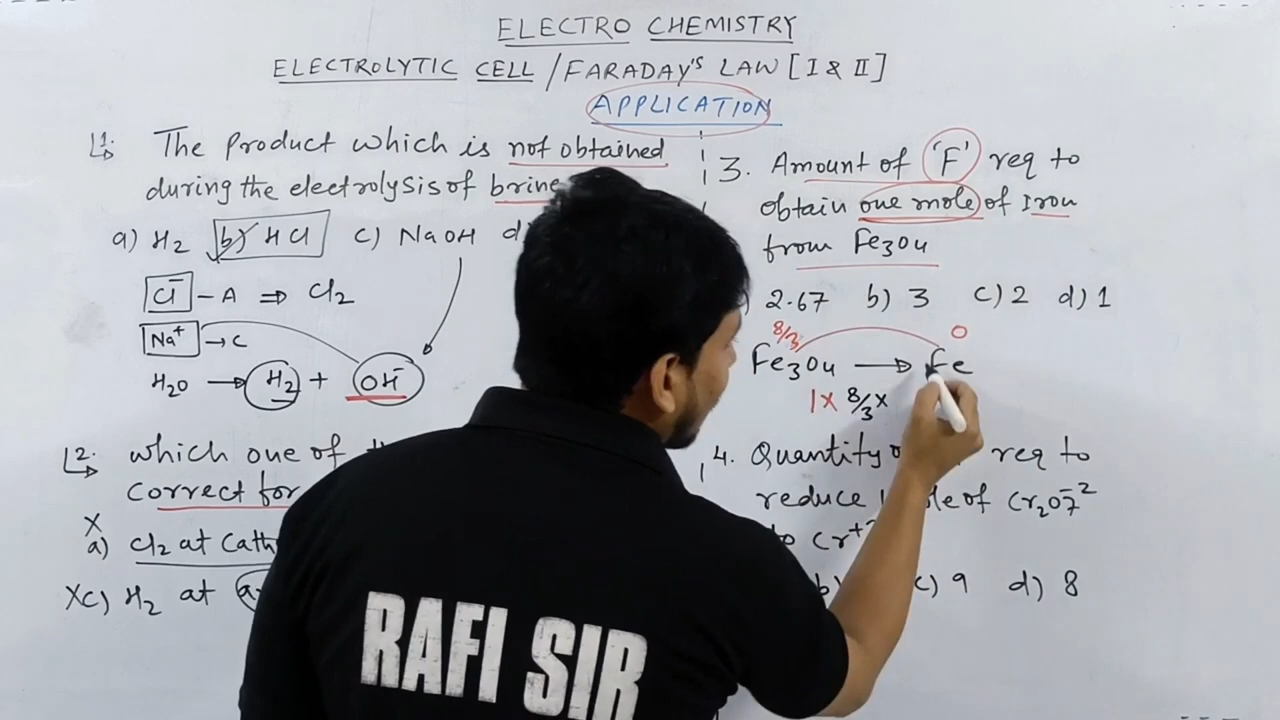 ELECTRO CHEMISTRY
ELECTROLYTIC CELL / FARADAY'S LAW [I & II]
APPLICATION
1. The Product which is not obtained
during the electrolysis of brine
a) H2 b) HCl c) NaOH d
Cl⁻ - A ⇒ Cl2
Na⁺ → C
H2O → H2 + OH⁻
2. which one of
correct for
X
a) Cl2 at Cath
Xc) H2 at
3. Amount of 'F' req to
obtain one mole of Iron
from Fe3O4
) 2.67 b) 3 c) 2 d) 1
8/3 0
Fe3O4 → Fe
1 x 8/3 x
4. Quantity req to
reduce of Cr2O7⁻²
Cr⁺
b) c) 9 d) 8
RAFI SIR